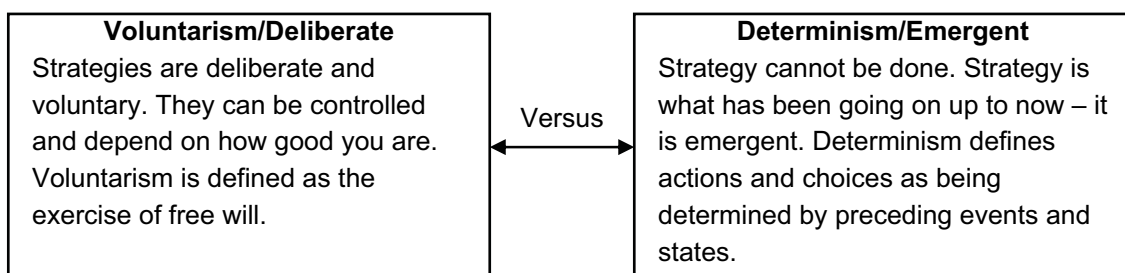 Voluntarism/Deliberate
Strategies are deliberate and
voluntary. They can be controlled
and depend on how good you are.
Voluntarism is defined as the
exercise of free will.
Versus
Determinism/Emergent
Strategy cannot be done. Strategy is
what has been going on up to now – it
is emergent. Determinism defines
actions and choices as being
determined by preceding events and
states.